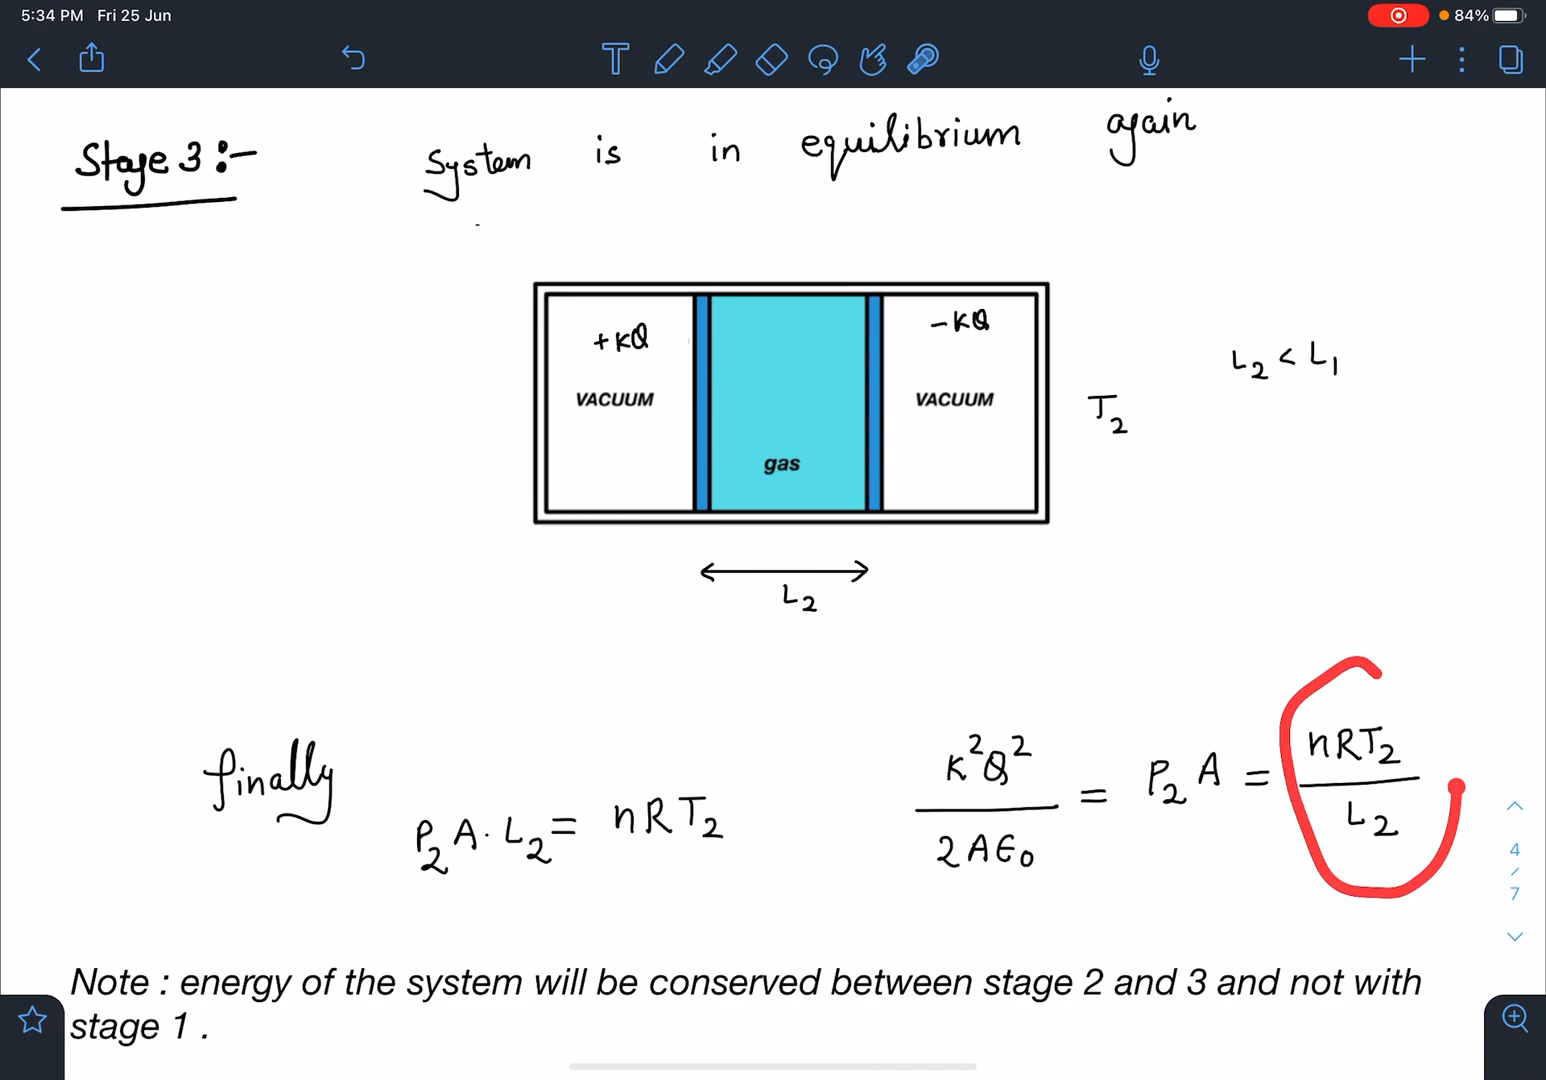 5:34 PM Fri 25 Jun 84%
Stage 3 :- System is in equilibrium again
+KQ -KQ
VACUUM VACUUM
L₂ < L₁
T₂
gas
L₂
finally P₂A·L₂ = nRT₂ K²Q²/2Aϵ₀ = P₂A = nRT₂/L₂
4/7
Note : energy of the system will be conserved between stage 2 and 3 and not with
stage 1 .